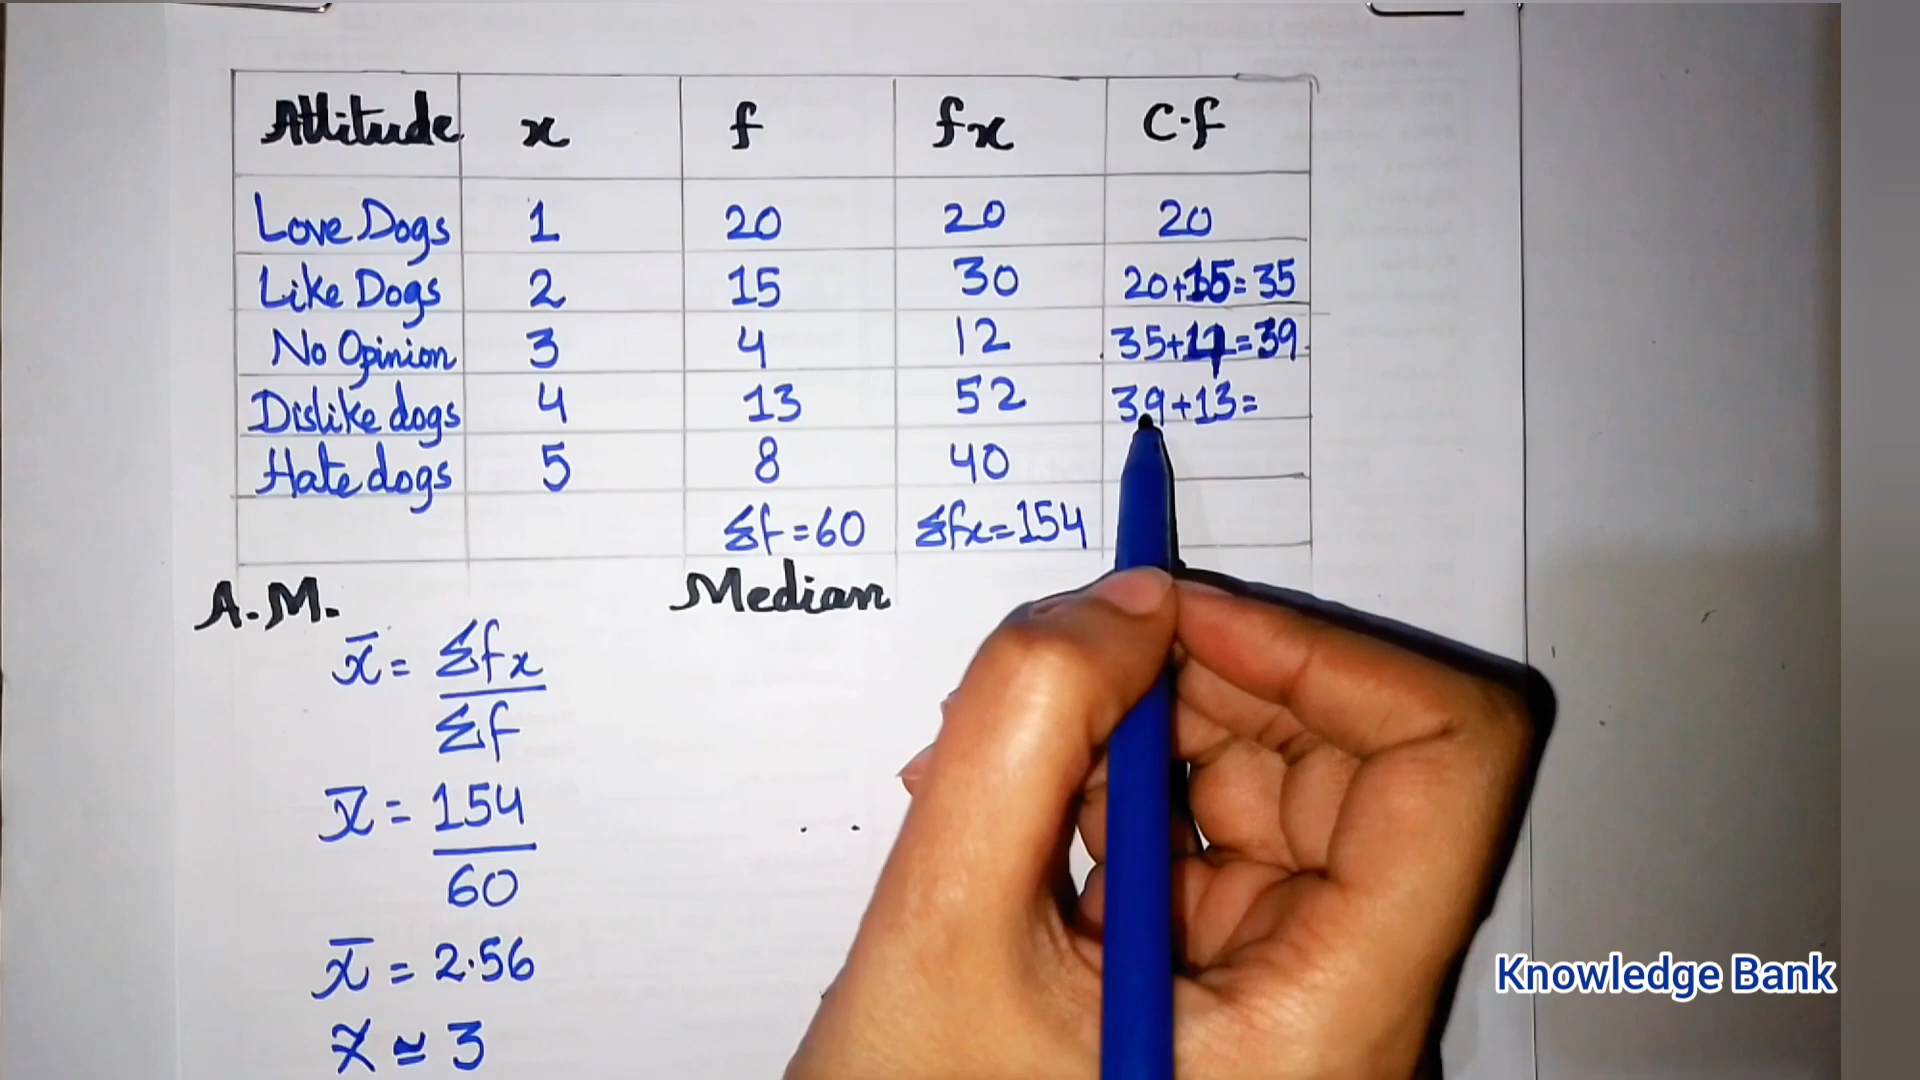 Attitude x f fx C.f
Love Dogs 1 20 20 20
Like Dogs 2 15 30 20+15=35
No Opinion 3 4 12 35+4=39
Dislike dogs 4 13 52 39+13=
Hate dogs 5 8 40
Σf=60 Σfx=154
A.M. Median
x̄ = Σfx
Σf
x̄ = 154
60
x̄ = 2.56
x̄ ≃ 3
Knowledge Bank